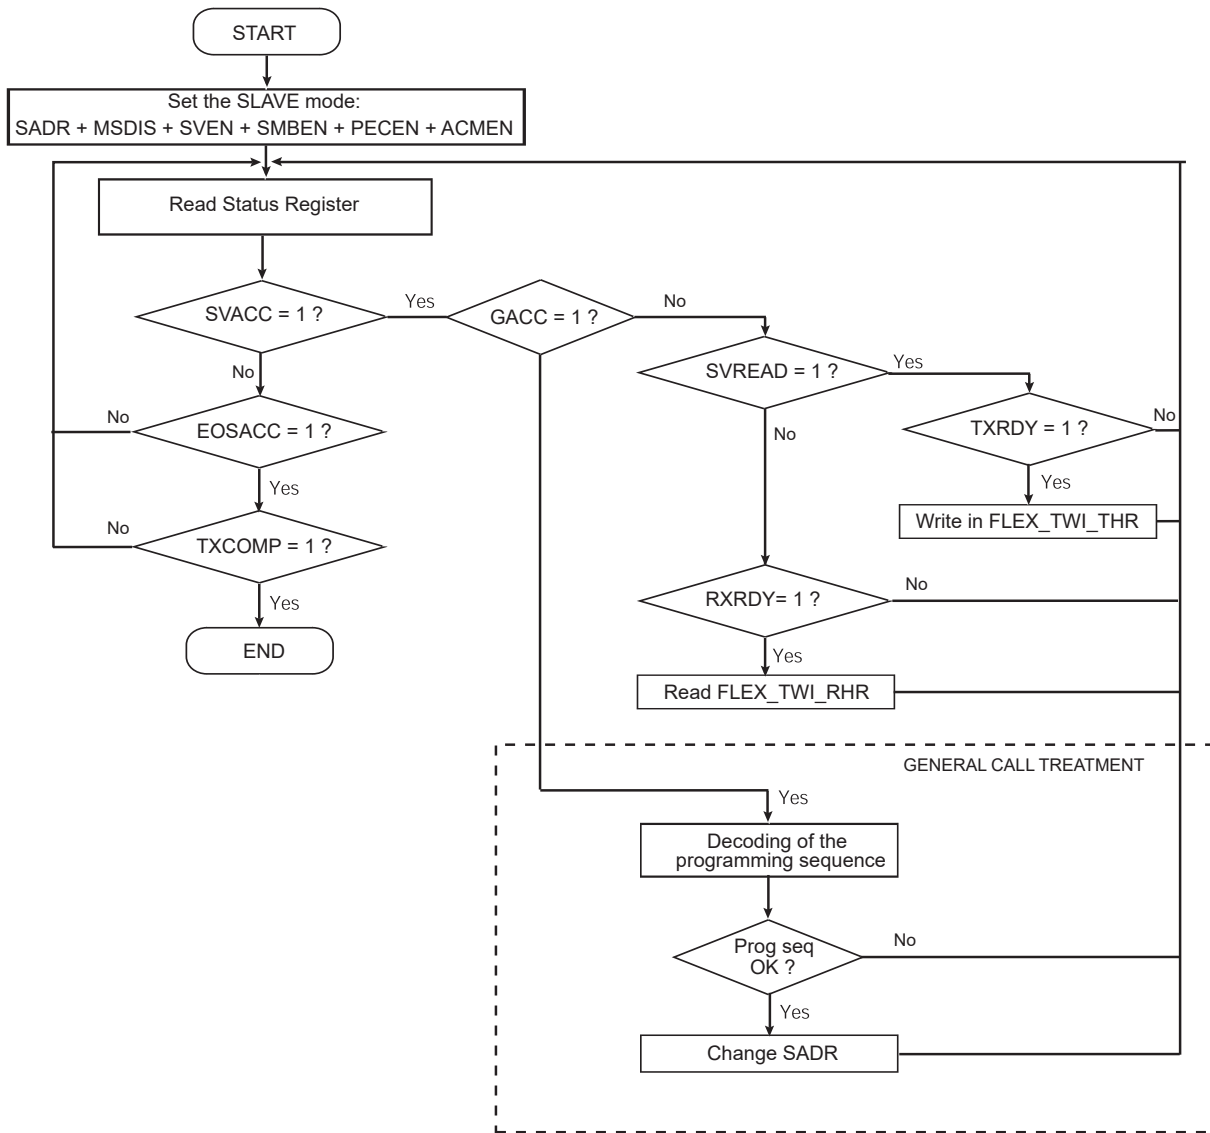 START
Set the SLAVE mode:
SADR + MSDIS + SVEN + SMBEN + PECEN + ACMEN
Read Status Register
SVACC = 1 ?
Yes
GACC = 1 ?
No
SVREAD = 1 ?
Yes
No
No
EOSACC = 1 ?
No
TXRDY = 1 ?
No
Yes
Yes
Write in FLEX_TWI_THR
No
TXCOMP = 1 ?
Yes
RXRDY= 1 ?
No
END
Yes
Read FLEX_TWI_RHR
GENERAL CALL TREATMENT
Yes
Decoding of the
programming sequence
Prog seq
OK ?
No
Yes
Change SADR